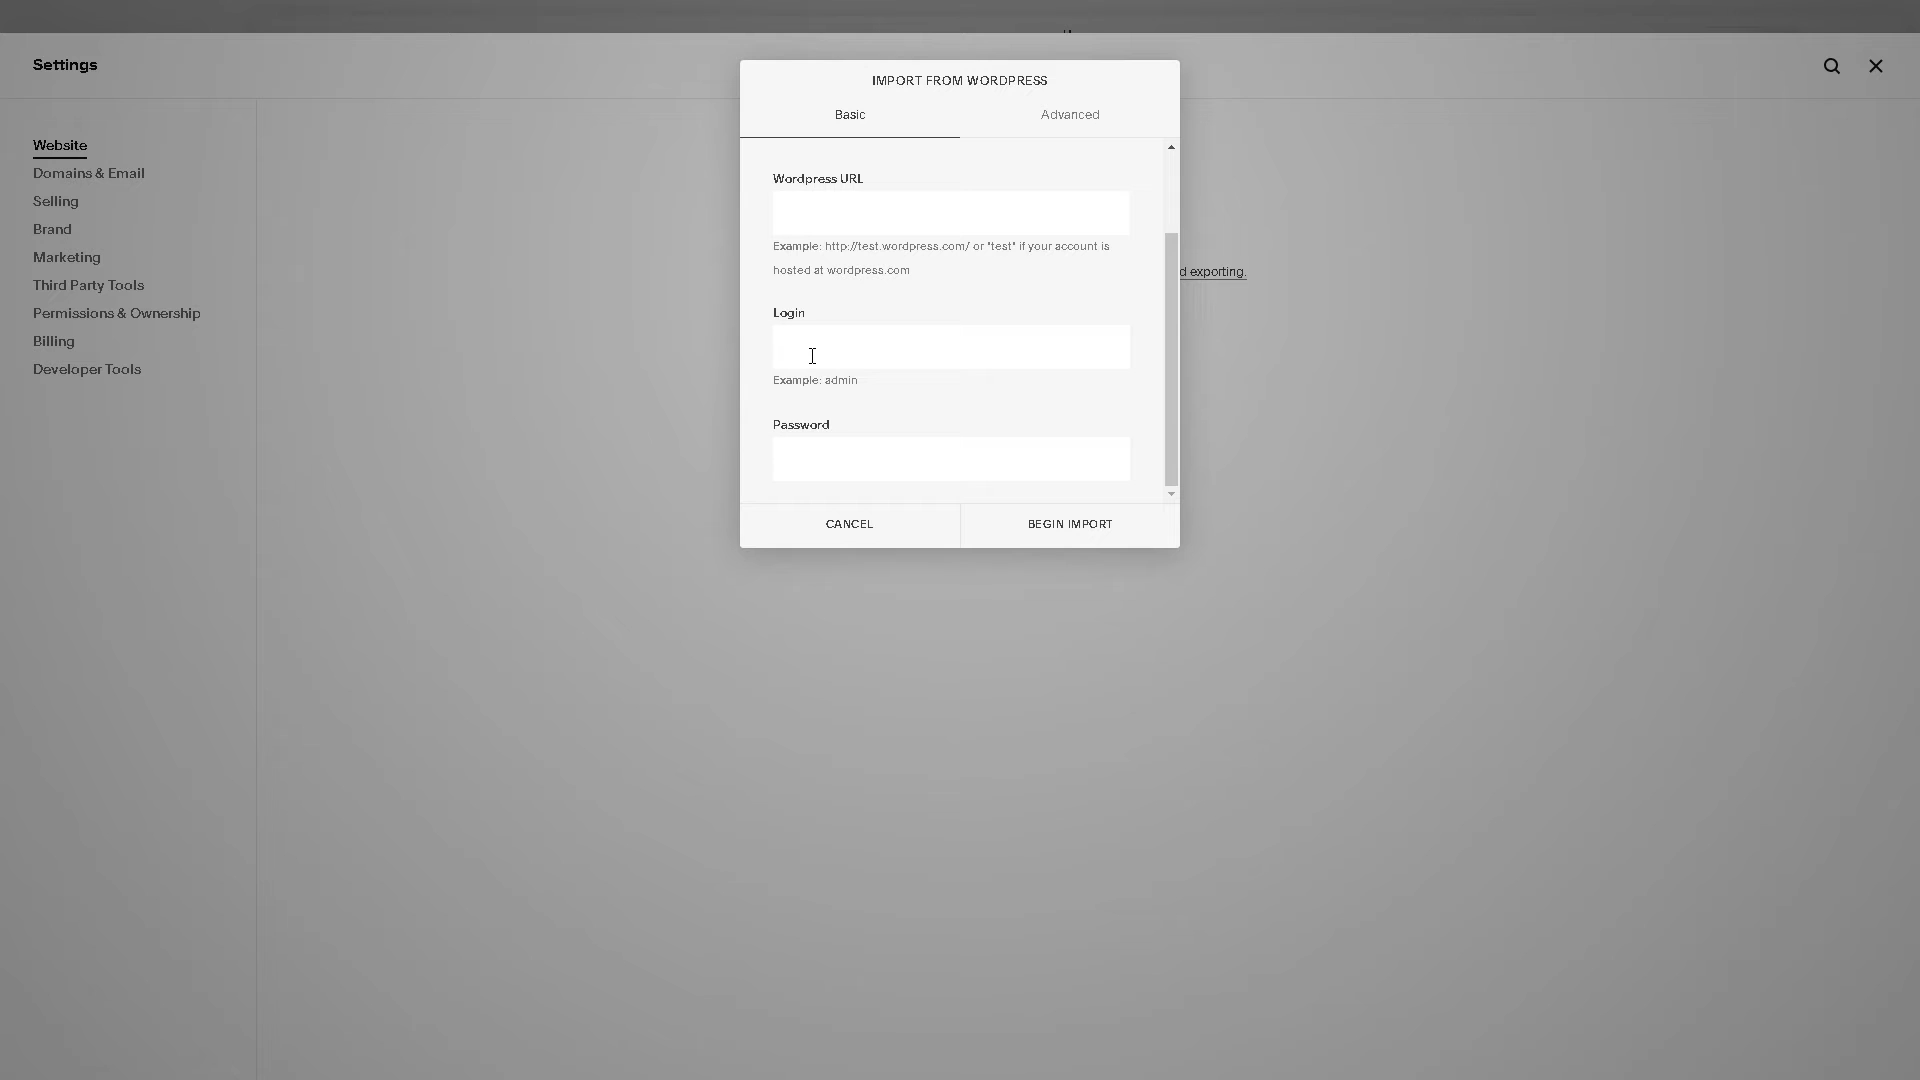 Settings
IMPORT FROM WORDPRESS
Basic
Advanced
Website
Domains & Email
Selling
Brand
Marketing
Third Party Tools
Permissions & Ownership
Billing
Developer Tools
Wordpress URL
Example: http://test.wordpress.com/ or "test" if your account is
hosted at wordpress.com
d exporting.
Login
Example: admin
Password
CANCEL
BEGIN IMPORT